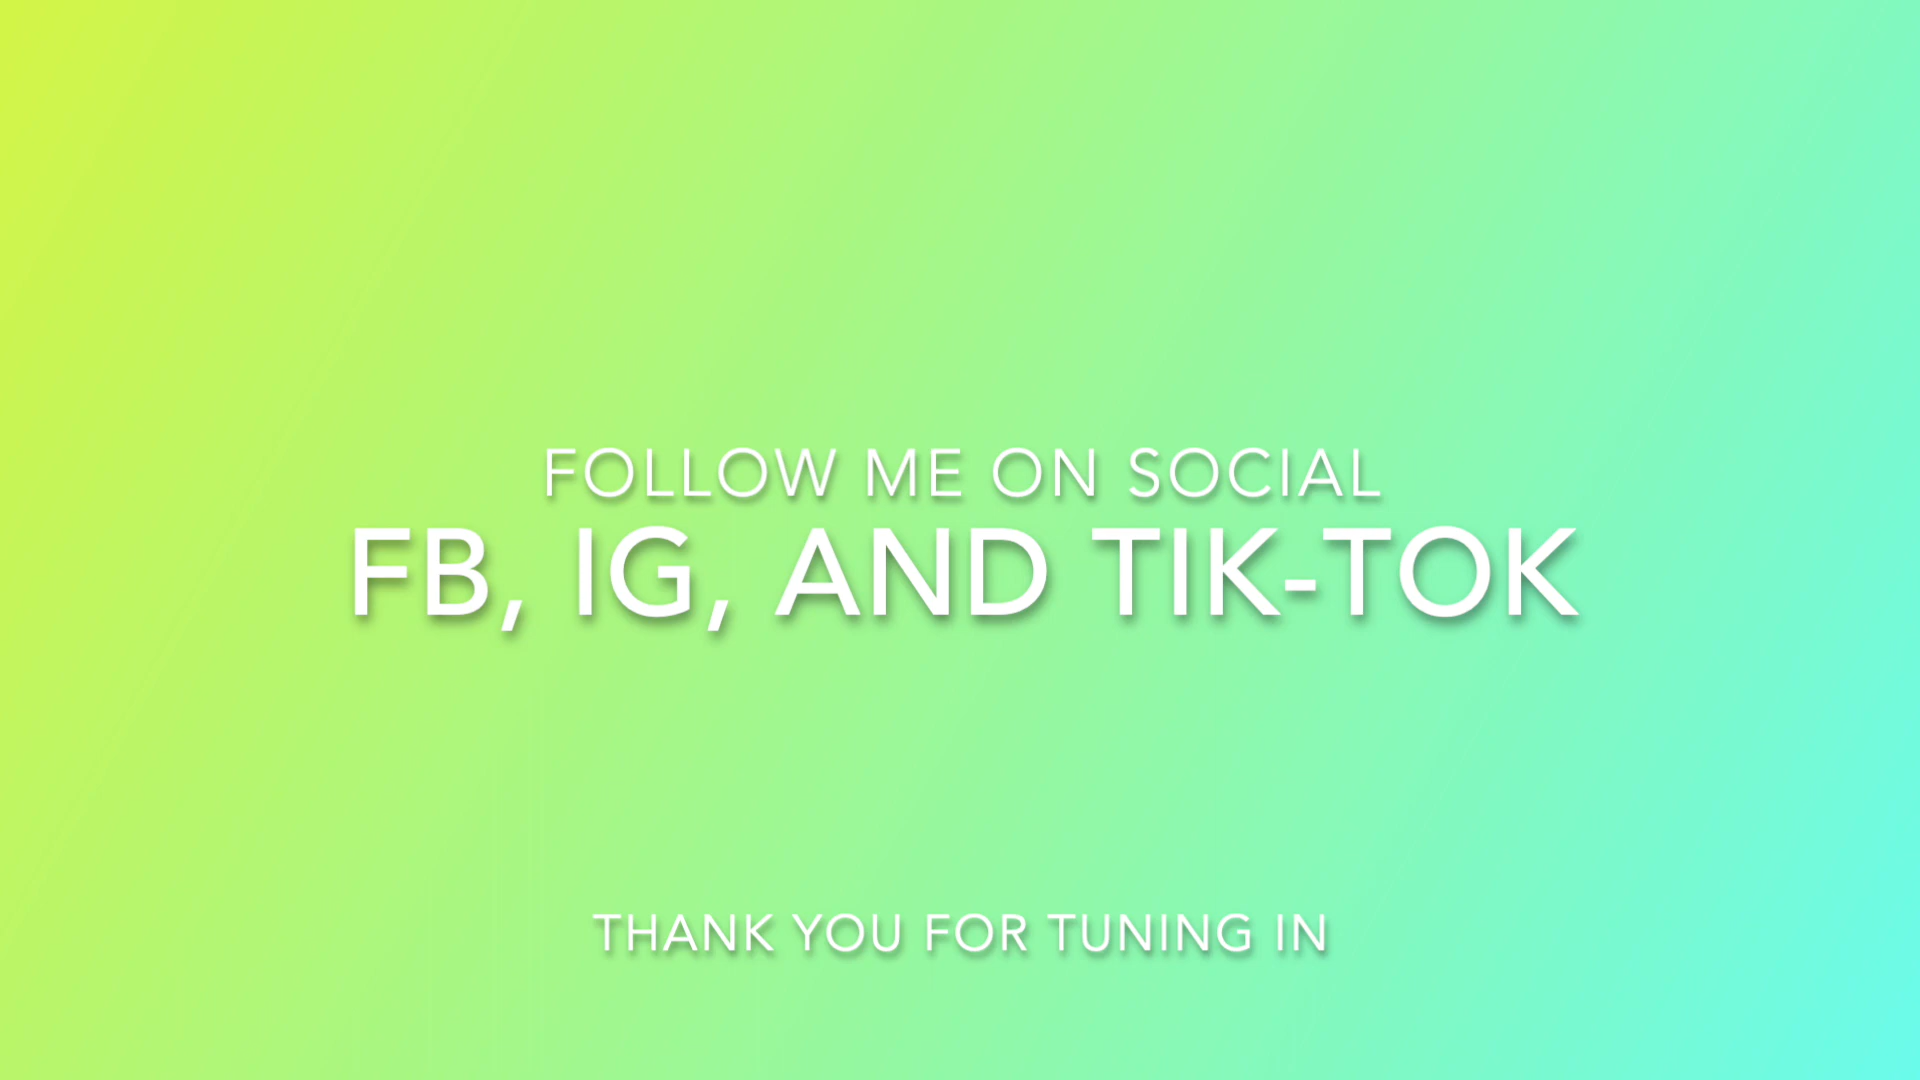 FOLLOW ME ON SOCIAL
FB, IG, AND TIK-TOK
THANK YOU FOR TUNING IN